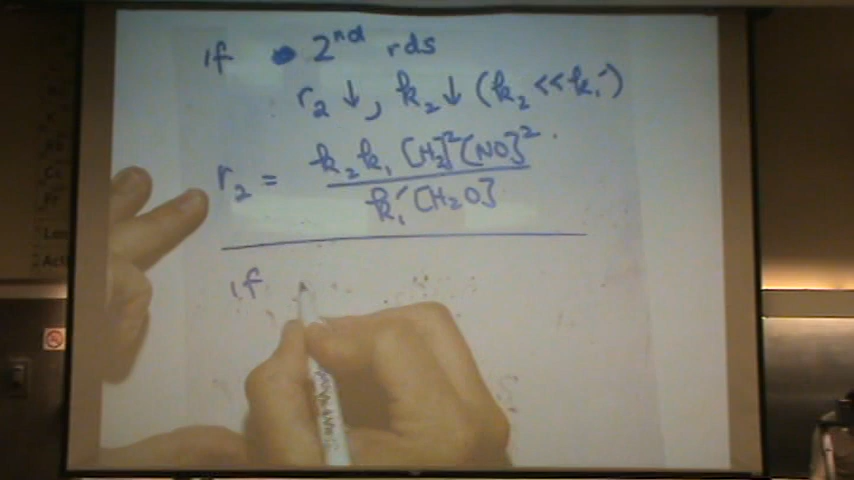 if 2nd rds
r₂ ↓, k₂ ↓ (k₂ << k₁')
r₂ = k₂k₁ [H₂]²[NO]² / k₁' [H₂O]
if